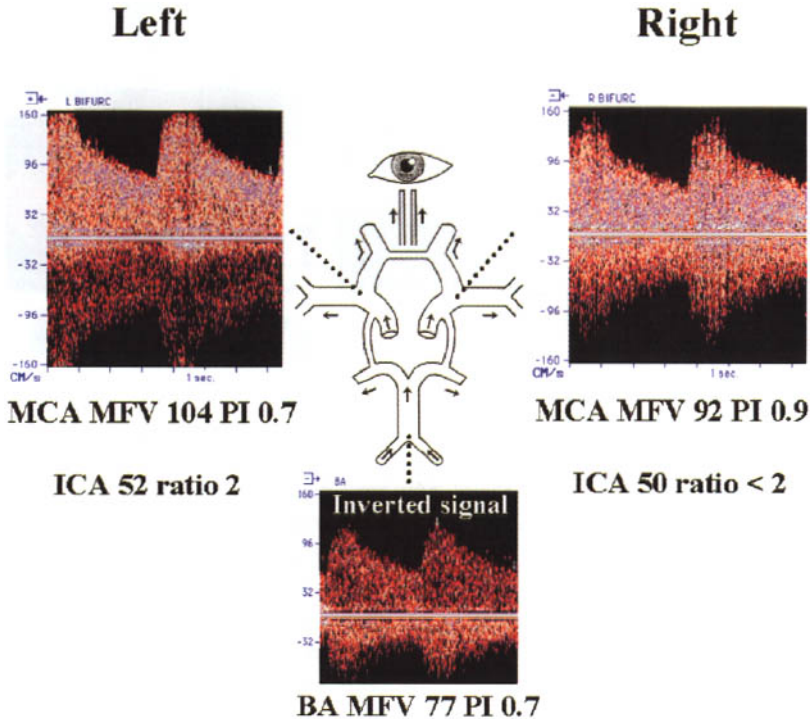 Left
Right
L BIFURC
160
96
32
-32
-96
-160
CM/s
1 sec.
R BIFURC
160
96
32
-32
-96
-160
CM/s
1 sec.
MCA MFV 104 PI 0.7
MCA MFV 92 PI 0.9
ICA 52 ratio 2
ICA 50 ratio < 2
BA
Inverted signal
160
96
32
-32
BA MFV 77 PI 0.7